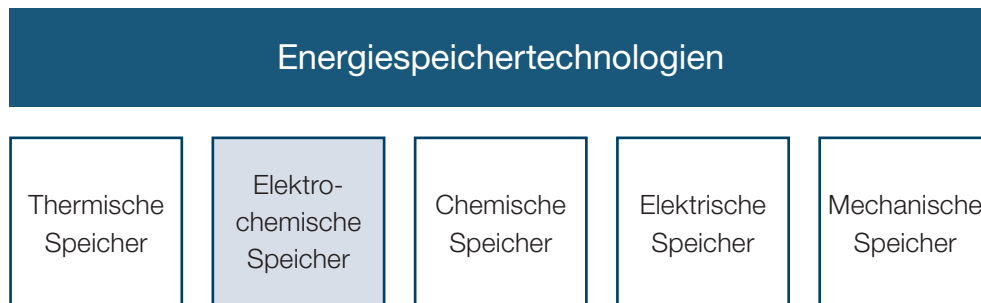 Energiespeichertechnologien
Thermische
Speicher
Elektro-
chemische
Speicher
Chemische
Speicher
Elektrische
Speicher
Mechanische
Speicher